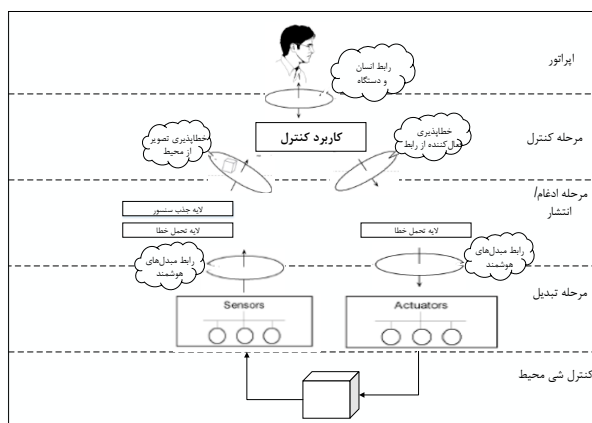 اپراتور
رابط انسان
و دستگاه
مرحله کنترل
کاربرد کنترل
خطاپذیری
فعال‌کننده از رابط
خطاپذیری تصویر
از محیط
مرحله ادغام/
انتشار
لایه جذب سنسور
لایه تحمل خطا
لایه تحمل خطا
رابط مبدل‌های
هوشمند
رابط مبدل‌های
هوشمند
مرحله تبدیل
Sensors
Actuators
کنترل شی محیط